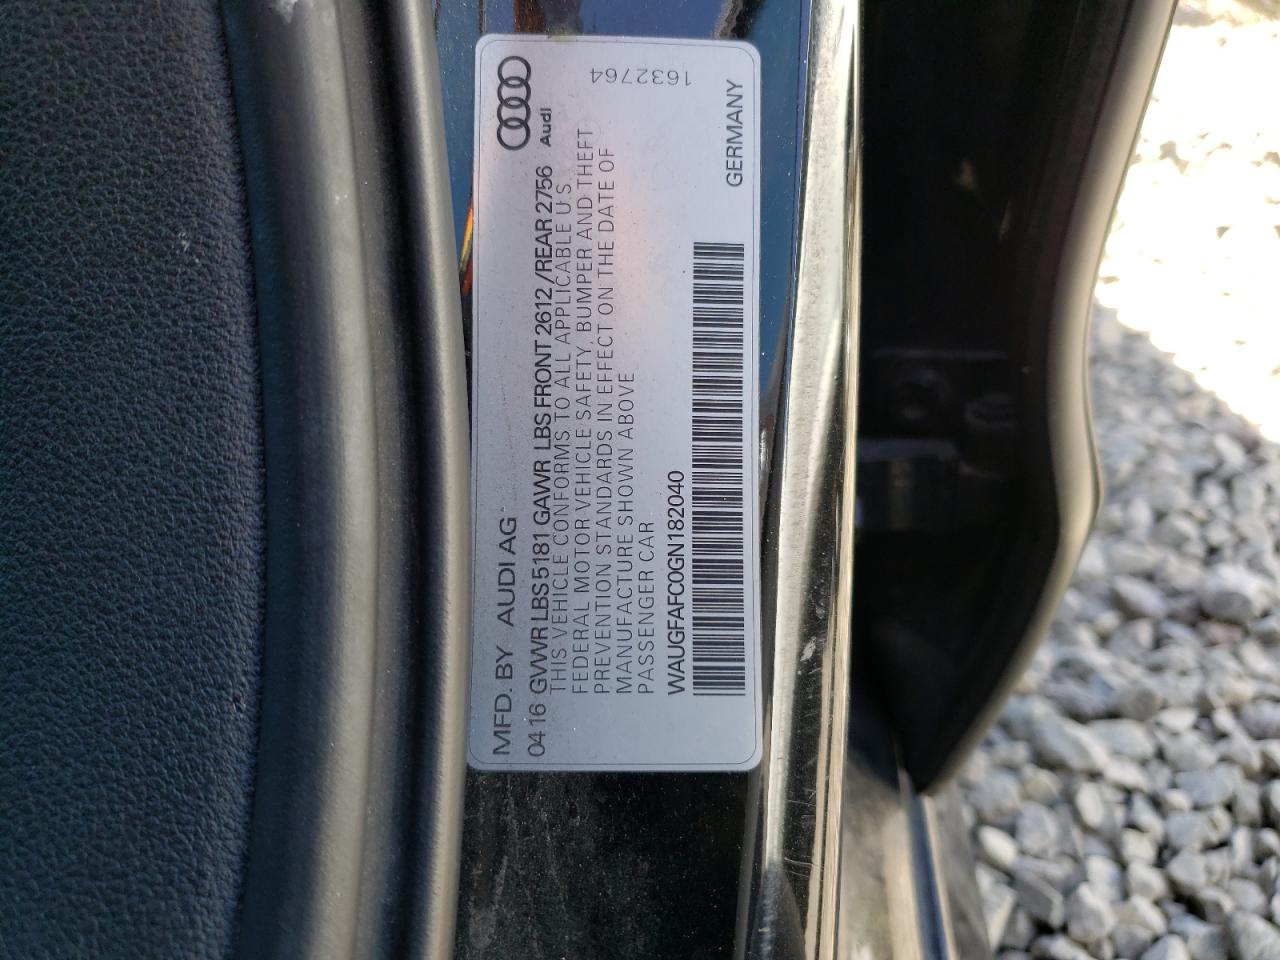 MFD. BY AUDI AG
Audi
1632764
04 16 GVWR LBS 5181 GAWR LBS FRONT 2612 /REAR 2756
THIS VEHICLE CONFORMS TO ALL APPLICABLE U.S
FEDERAL MOTOR VEHICLE SAFETY, BUMPER AND THEFT
PREVENTION STANDARDS IN EFFECT ON THE DATE OF
MANUFACTURE SHOWN ABOVE
PASSENGER CAR
WAUGFAFC0GN182040
GERMANY